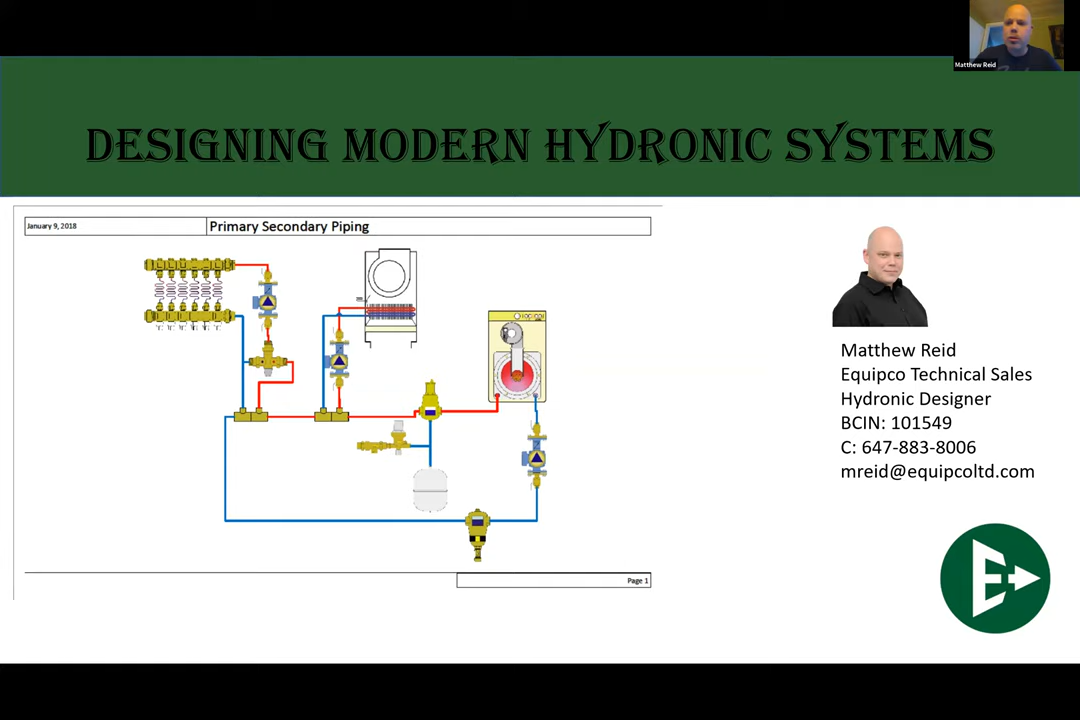 Matthew Reid
DESIGNING MODERN HYDRONIC SYSTEMS
January 9, 2018
Primary Secondary Piping
Page 1
Matthew Reid
Equipco Technical Sales
Hydronic Designer
BCIN: 101549
C: 647-883-8006
mreid@equipcoltd.com
E